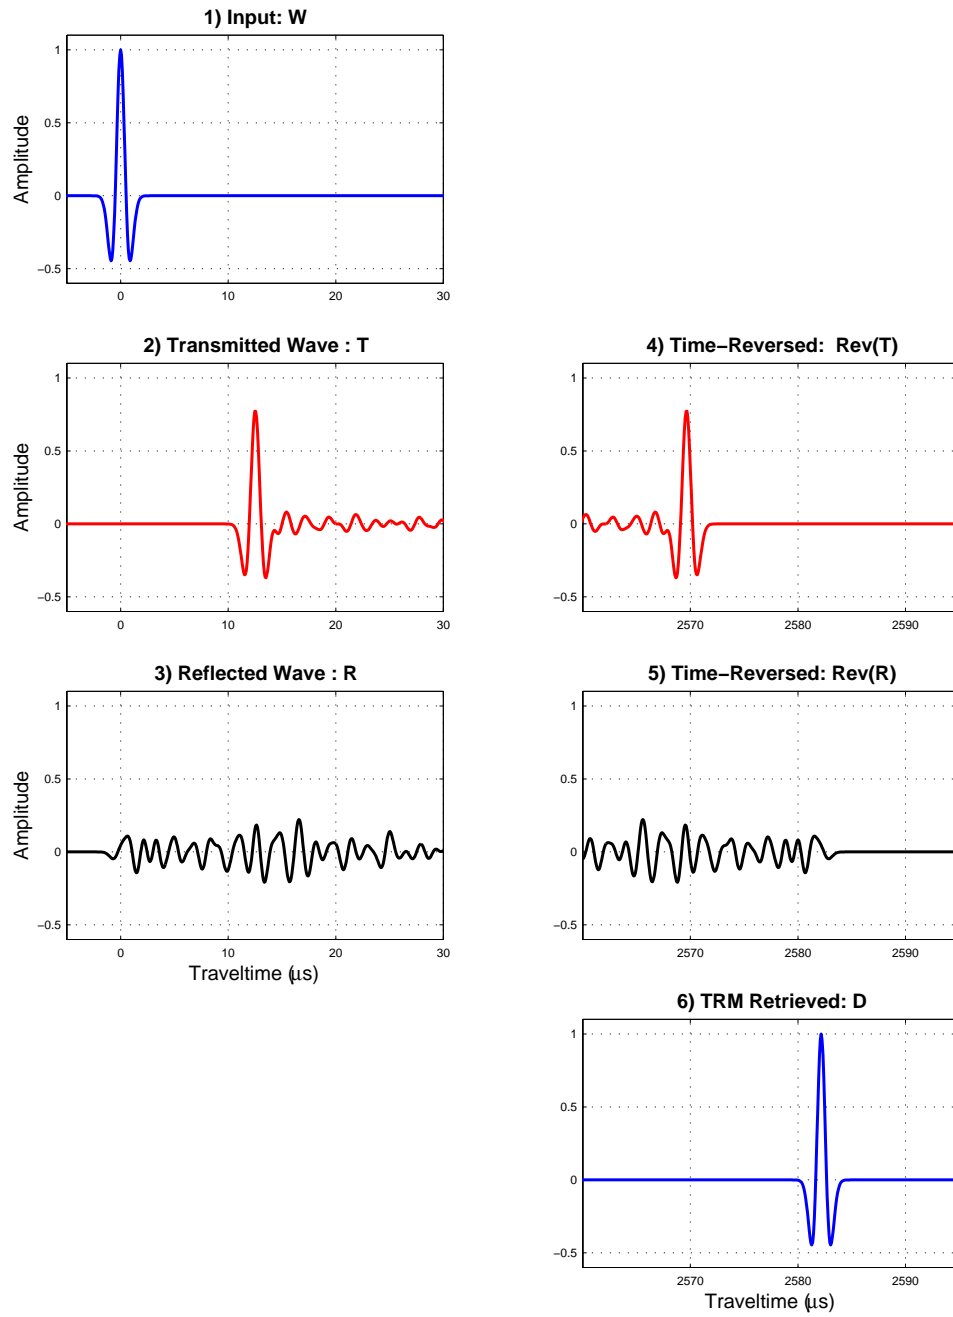 1) Input: W
Amplitude
1
0.5
0
−0.5
0 10 20 30
2) Transmitted Wave : T
Amplitude
1
0.5
0
−0.5
0 10 20 30
4) Time−Reversed:  Rev(T)
1
0.5
0
−0.5
2570 2580 2590
3) Reflected Wave : R
Amplitude
1
0.5
0
−0.5
0 10 20 30
Traveltime (μs)
5) Time−Reversed: Rev(R)
1
0.5
0
−0.5
2570 2580 2590
6) TRM Retrieved: D
1
0.5
0
−0.5
2570 2580 2590
Traveltime (μs)